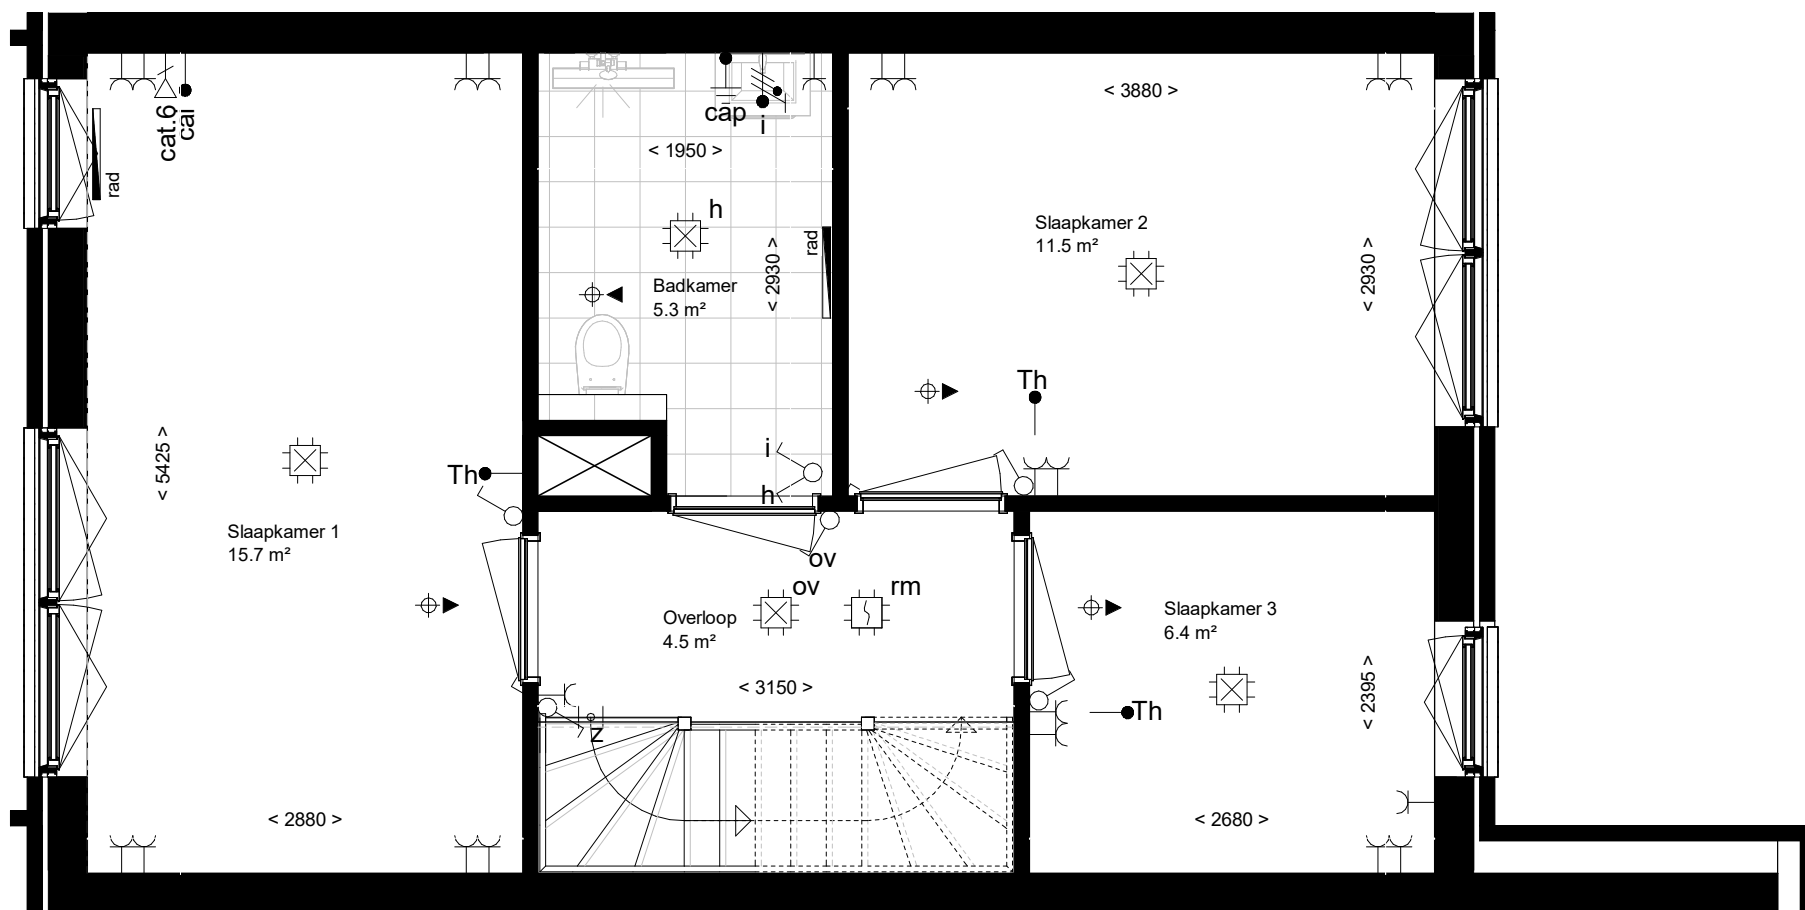 cat.6
cai
rad
cap
i
< 1950 >
h
Badkamer
5.3 m²
< 2930 >
rad
< 3880 >
Slaapkamer 2
11.5 m²
< 2930 >
Th
< 5425 >
Th
Slaapkamer 1
15.7 m²
< 2880 >
i
h
ov
ov
rm
Overloop
4.5 m²
< 3150 >
z
Slaapkamer 3
6.4 m²
Th
< 2395 >
< 2680 >